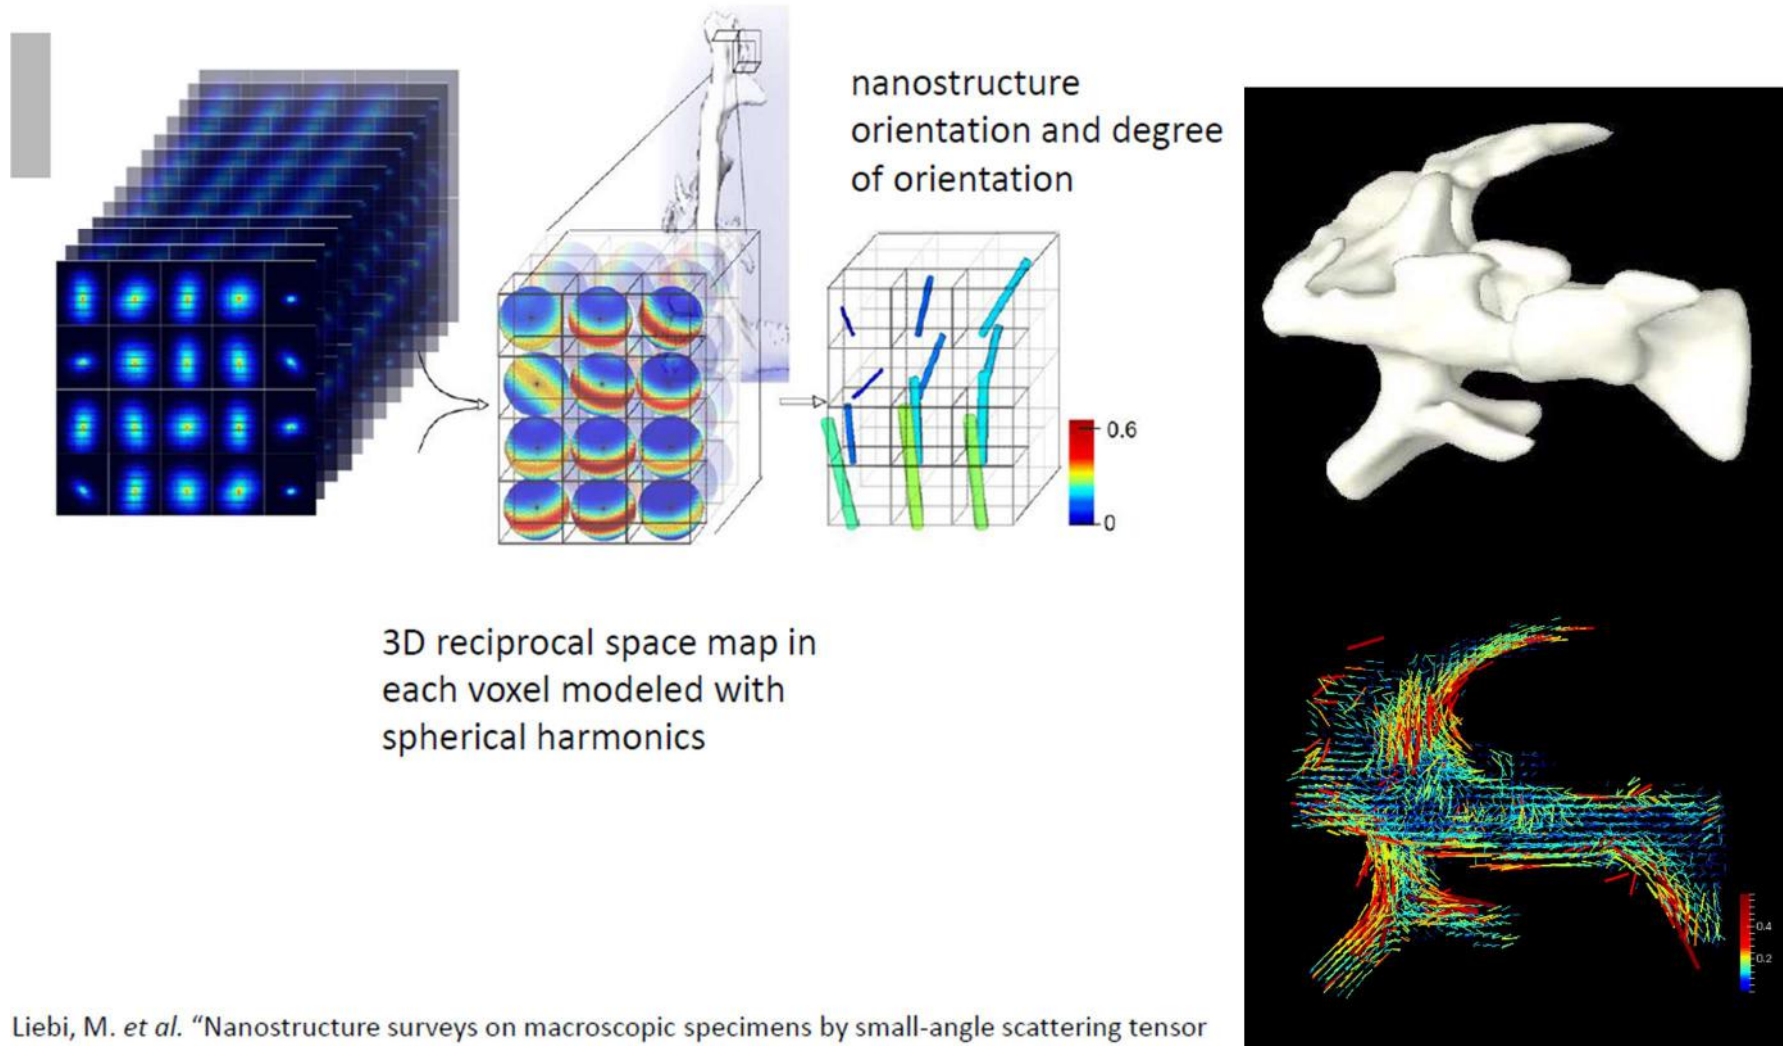 nanostructure
orientation and degree
of orientation
0.6
0
3D reciprocal space map in
each voxel modeled with
spherical harmonics
0.4
0.2
Liebi, M. et al. “Nanostructure surveys on macroscopic specimens by small-angle scattering tensor